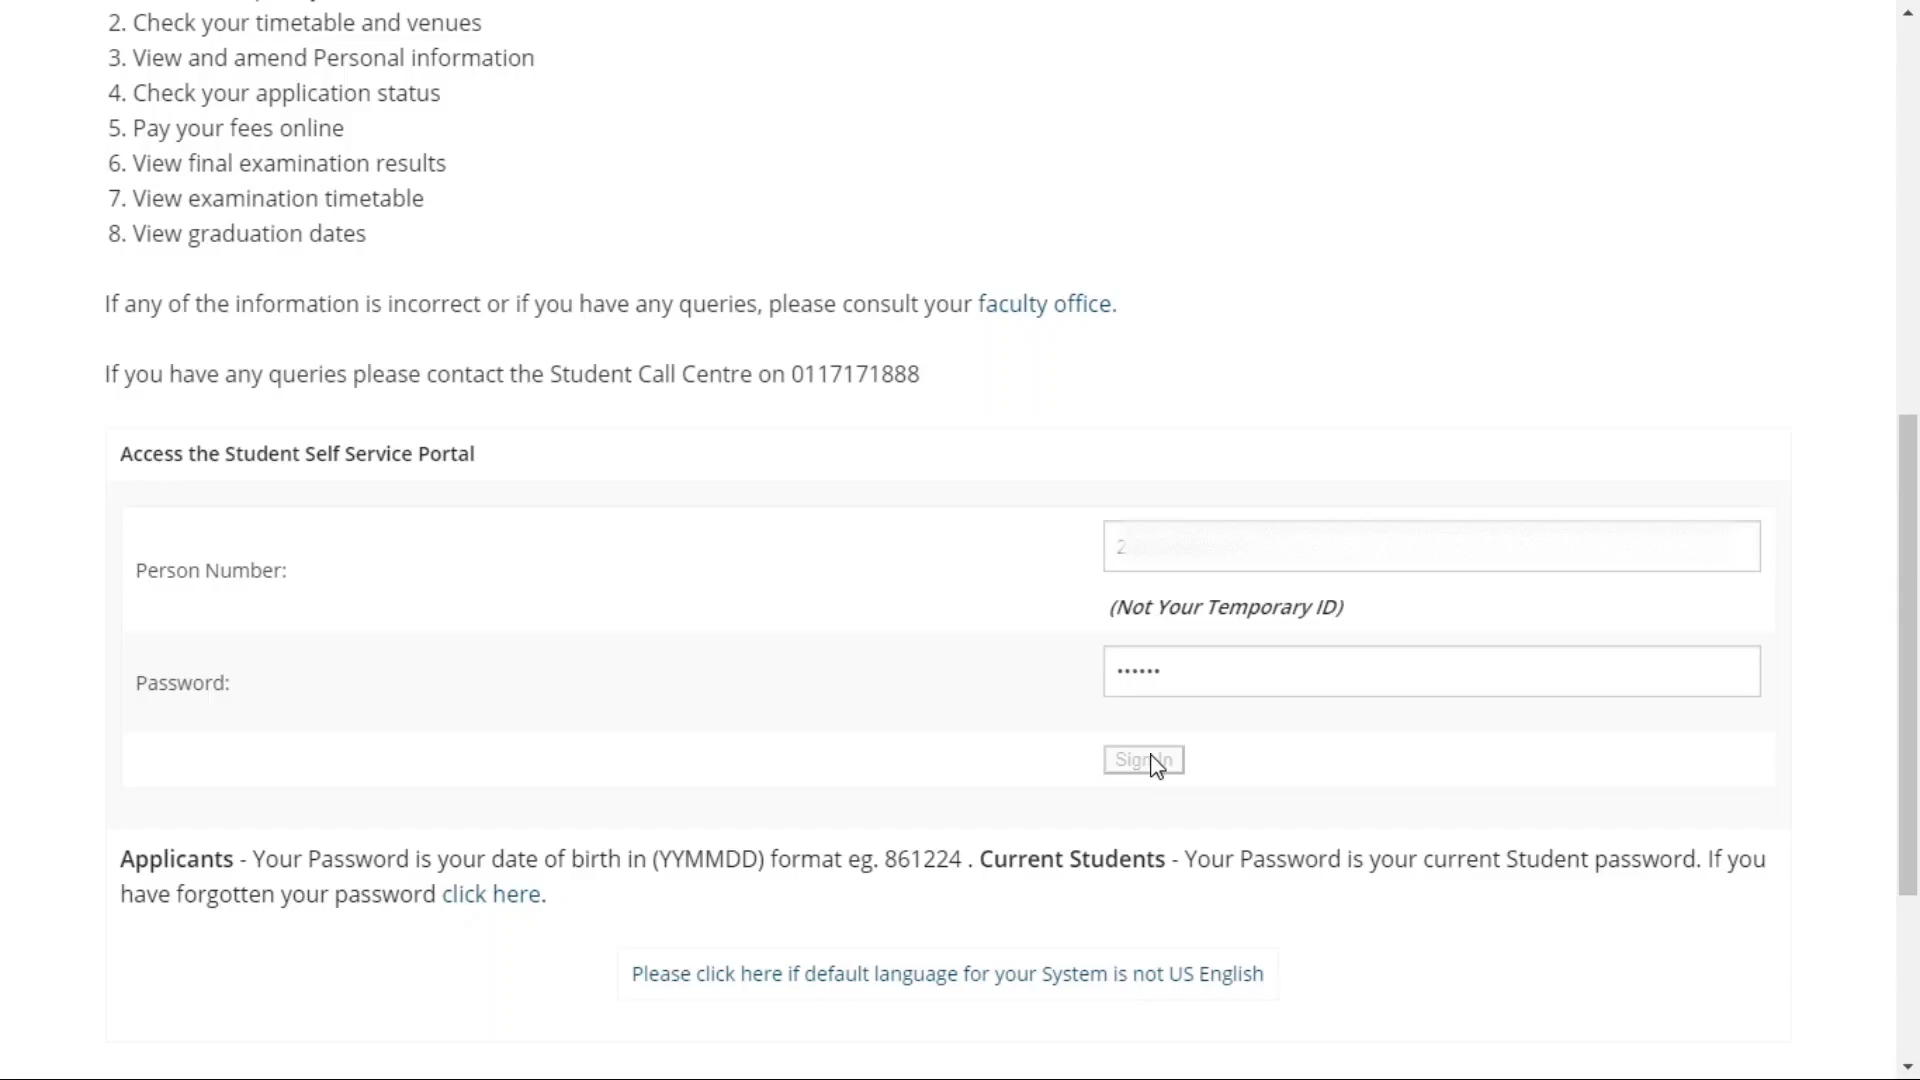 2. Check your timetable and venues
3. View and amend Personal information
4. Check your application status
5. Pay your fees online
6. View final examination results
7. View examination timetable
8. View graduation dates
If any of the information is incorrect or if you have any queries, please consult your faculty office.
If you have any queries please contact the Student Call Centre on 0117171888
Access the Student Self Service Portal
Person Number:
2
(Not Your Temporary ID)
Password:
••••••
Sign In
Applicants - Your Password is your date of birth in (YYMMDD) format eg. 861224 . Current Students - Your Password is your current Student password. If you
have forgotten your password click here.
Please click here if default language for your System is not US English